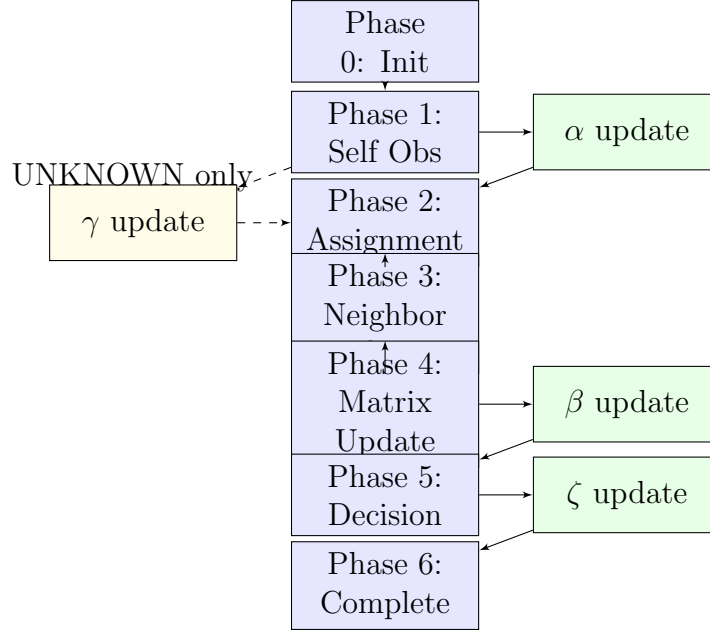 Phase
0: Init
Phase 1:
Self Obs
α update
UNKNOWN only
γ update
Phase 2:
Assignment
Phase 3:
Neighbor
Phase 4:
Matrix
Update
β update
Phase 5:
Decision
ζ update
Phase 6:
Complete